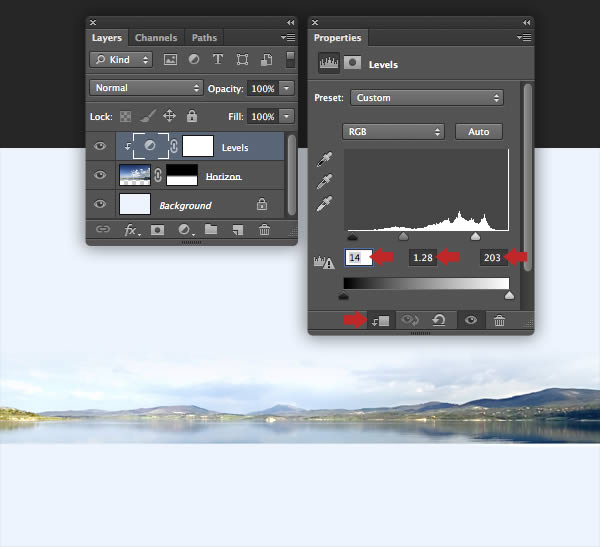 Layers Channels Paths
Kind
Normal Opacity: 100%
Lock: Fill: 100%
Levels
Horizon
Background
fx
Properties
Levels
Preset: Custom
RGB Auto
14 1.28 203